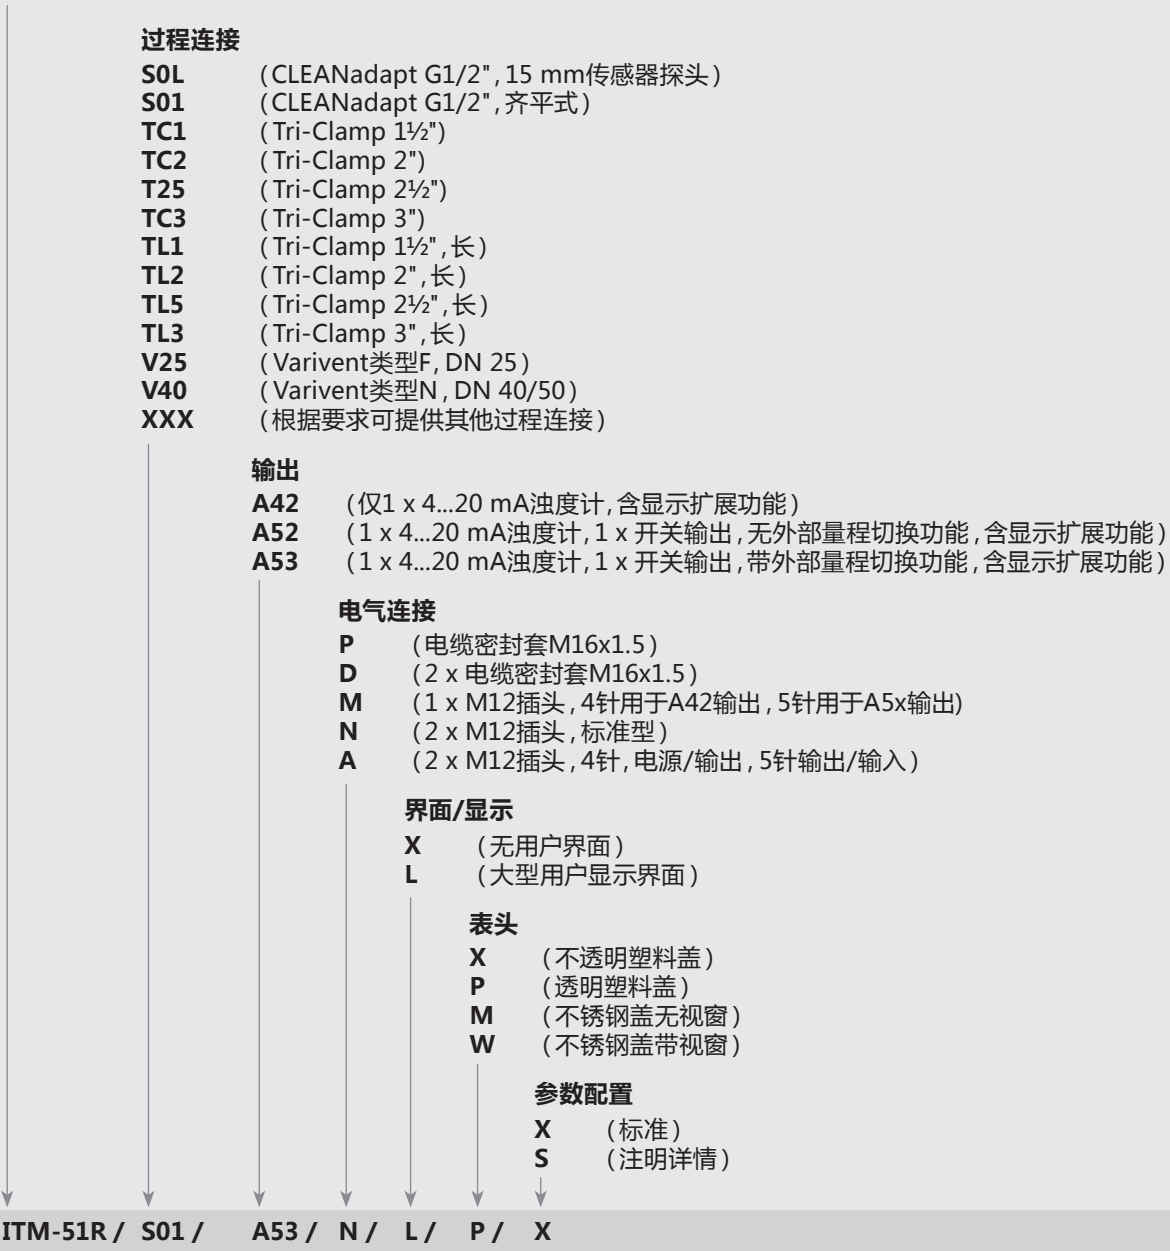 过程连接
S0L (CLEANadapt G1/2",15 mm传感器探头)
S01 (CLEANadapt G1/2",齐平式)
TC1 (Tri-Clamp 1½")
TC2 (Tri-Clamp 2")
T25 (Tri-Clamp 2½")
TC3 (Tri-Clamp 3")
TL1 (Tri-Clamp 1½",长)
TL2 (Tri-Clamp 2",长)
TL5 (Tri-Clamp 2½",长)
TL3 (Tri-Clamp 3",长)
V25 (Varivent类型F, DN 25)
V40 (Varivent类型N, DN 40/50)
XXX (根据要求可提供其他过程连接)
输出
A42 (仅1 x 4...20 mA浊度计,含显示扩展功能)
A52 (1 x 4...20 mA浊度计,1 x 开关输出,无外部量程切换功能,含显示扩展功能)
A53 (1 x 4...20 mA浊度计,1 x 开关输出,带外部量程切换功能,含显示扩展功能)
电气连接
P (电缆密封套M16x1.5)
D (2 x 电缆密封套M16x1.5)
M (1 x M12插头,4针用于A42输出,5针用于A5x输出)
N (2 x M12插头,标准型)
A (2 x M12插头,4针,电源/输出,5针输出/输入)
界面/显示
X (无用户界面)
L (大型用户显示界面)
表头
X (不透明塑料盖)
P (透明塑料盖)
M (不锈钢盖无视窗)
W (不锈钢盖带视窗)
参数配置
X (标准)
S (注明详情)
ITM-51R / S01 / A53 / N / L / P / X